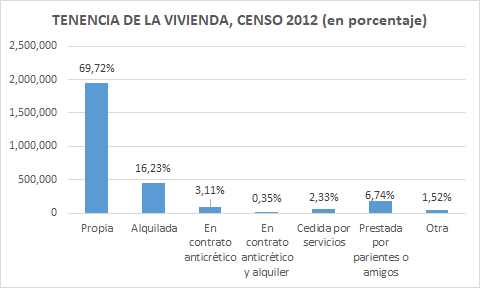 TENENCIA DE LA VIVIENDA, CENSO 2012 (en porcentaje)
2,500,000
2,000,000
1,500,000
1,000,000
500,000
0
69,72%
16,23%
3,11%
0,35%
2,33%
6,74%
1,52%
Propia
Alquilada
En
contrato
anticrético
En
contrato
anticrético
y alquiler
Cedida por
servicios
Prestada
por
parientes o
amigos
Otra